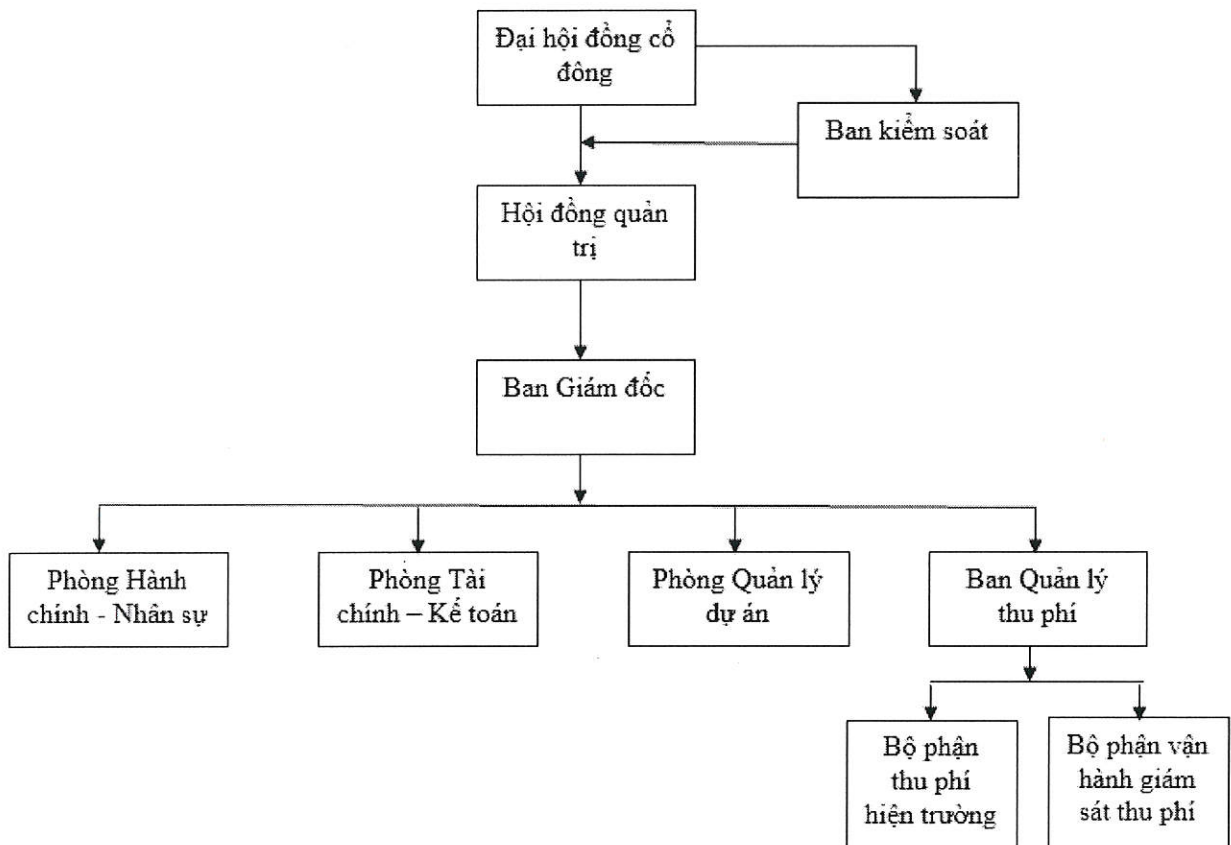 Đại hội đồng cổ
đông
Ban kiểm soát
Hội đồng quản
trị
Ban Giám đốc
Phòng Hành
chính - Nhân sự
Phòng Tài
chính – Kế toán
Phòng Quản lý
dự án
Ban Quản lý
thu phí
Bộ phận
thu phí
hiện trường
Bộ phận vận
hành giám
sát thu phí